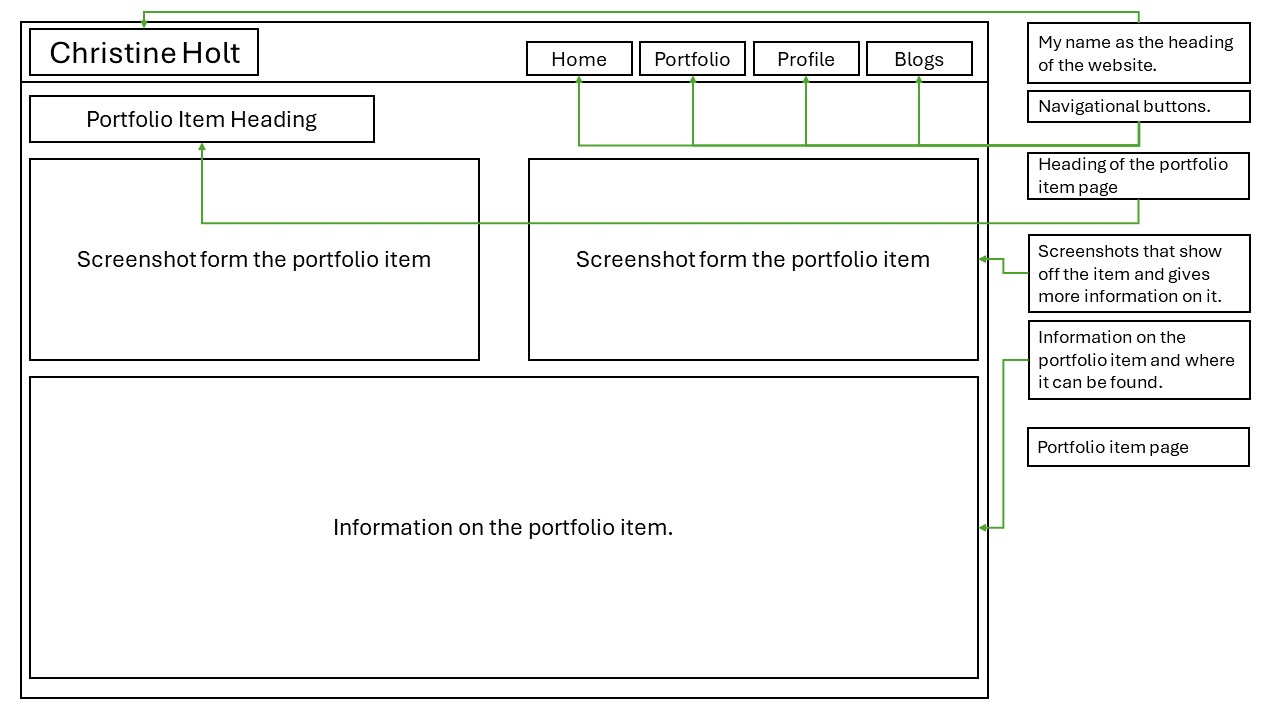 Christine Holt
Home
Portfolio
Profile
Blogs
Portfolio Item Heading
Screenshot form the portfolio item
Screenshot form the portfolio item
Information on the portfolio item.
My name as the heading
of the website.
Navigational buttons.
Heading of the portfolio
item page
Screenshots that show
off the item and gives
more information on it.
Information on the
portfolio item and where
it can be found.
Portfolio item page